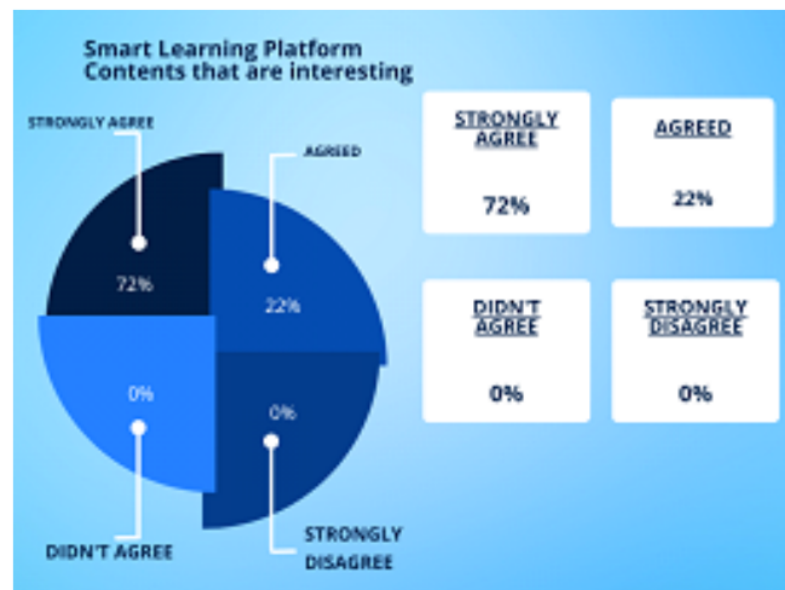 Smart Learning Platform
Contents that are interesting
STRONGLY AGREE
AGREED
72%
22%
0%
0%
DIDN'T AGREE
STRONGLY
DISAGREE
STRONGLY
AGREE
72%
AGREED
22%
DIDN'T
AGREE
0%
STRONGLY
DISAGREE
0%